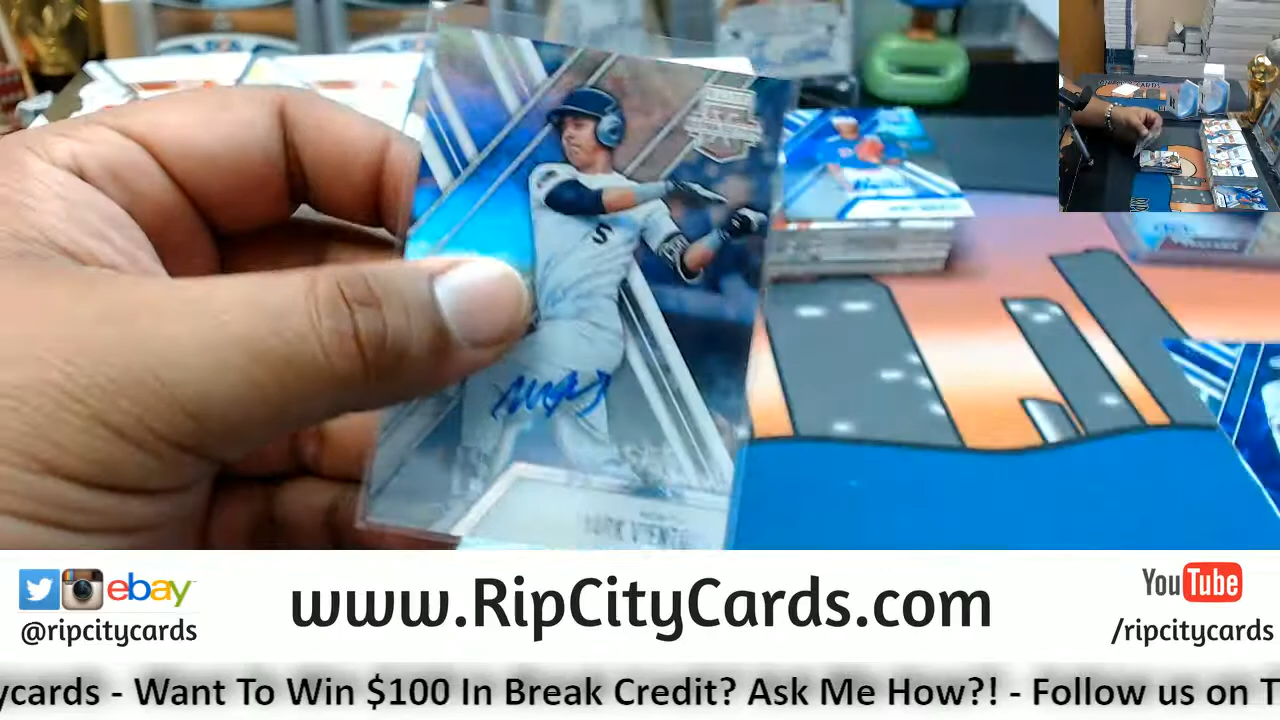 S
ebay
@ripcitycards
www.RipCityCards.com
YouTube
/ripcitycards
ycards - Want To Win $100 In Break Credit? Ask Me How?! - Follow us on T